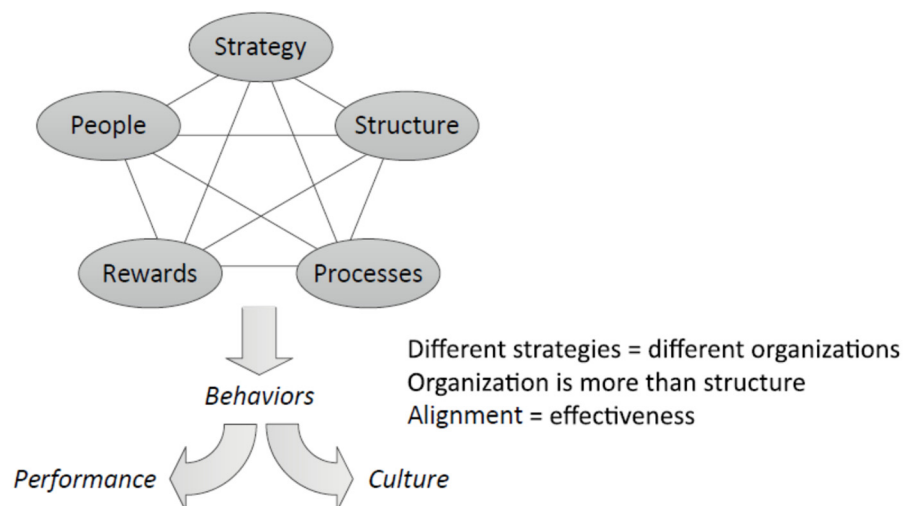 Strategy
People
Structure
Rewards
Processes
Different strategies = different organizations
Organization is more than structure
Behaviors
Alignment = effectiveness
Performance
Culture